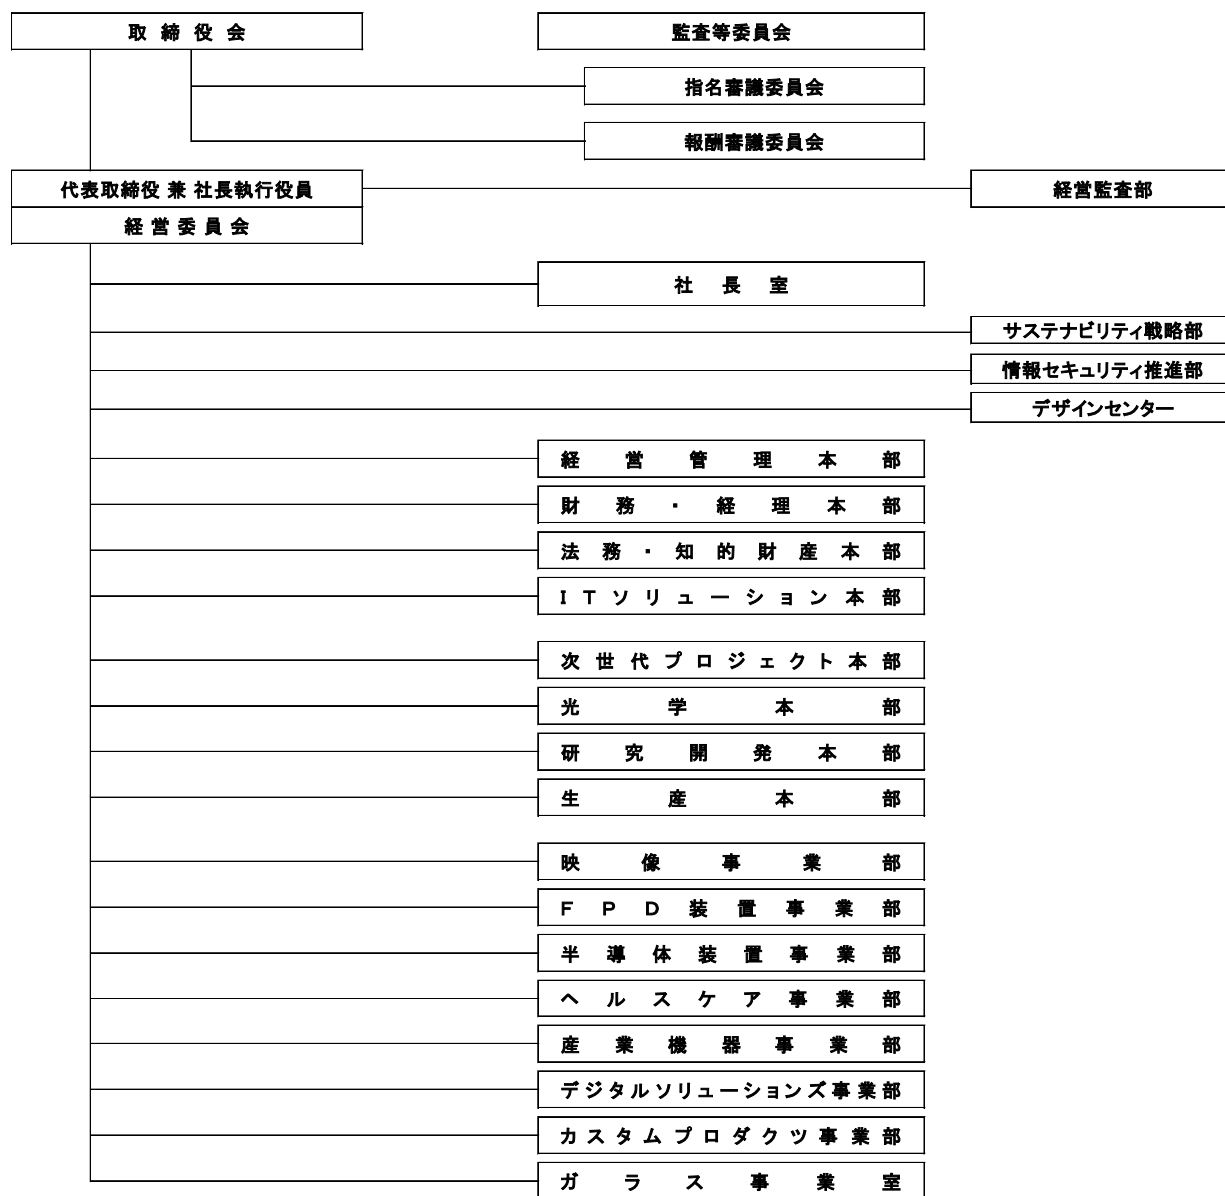 取締役会
監査等委員会
指名審議委員会
報酬審議委員会
代表取締役 兼 社長執行役員
経営監査部
経営委員会
社長室
サステナビリティ戦略部
情報セキュリティ推進部
デザインセンター
経営管理本部
財務・経理本部
法務・知的財産本部
ITソリューション本部
次世代プロジェクト本部
光学本部
研究開発本部
生産本部
映像事業部
FPD装置事業部
半導体装置事業部
ヘルスケア事業部
産業機器事業部
デジタルソリューションズ事業部
カスタムプロダクツ事業部
ガラス事業室